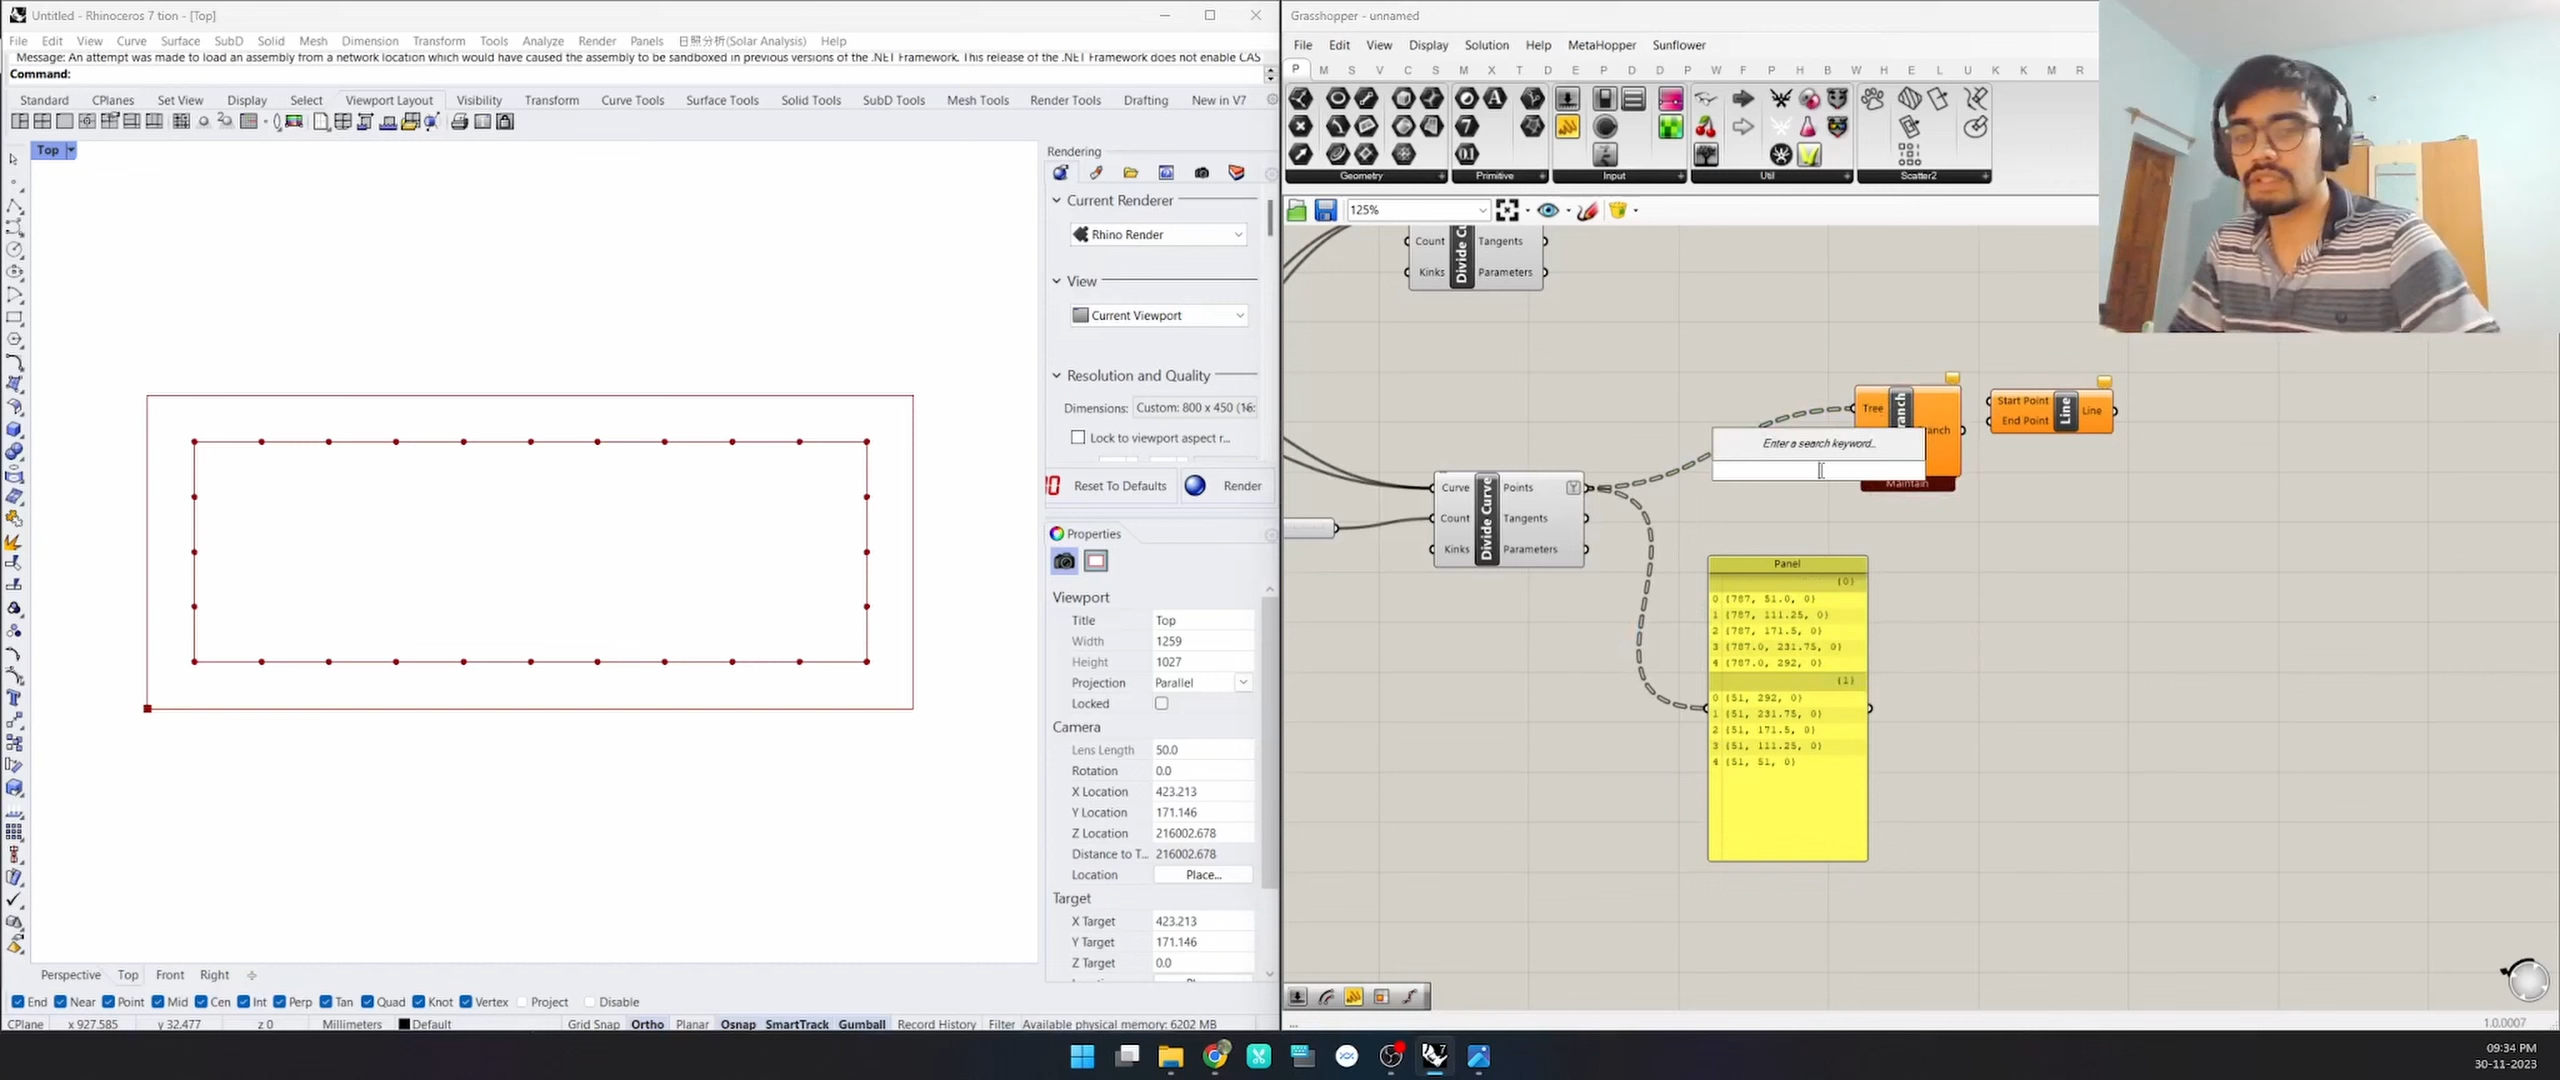 Untitled - Rhinoceros 7 tion - [Top]
File Edit View Curve Surface SubD Solid Mesh Dimension Transform Tools Analyze Render Panels 日照分析(Solar Analysis) Help
Message: An attempt was made to load an assembly from a network location which would have caused the assembly to be sandboxed in previous versions of the .NET Framework. This release of the .NET Framework does not enable CAS
Command:
Standard CPlanes Set View Display Select Viewport Layout Visibility Transform Curve Tools Surface Tools Solid Tools SubD Tools Mesh Tools Render Tools Drafting New in V7
Top
Rendering
Current Renderer
Rhino Render
View
Current Viewport
Resolution and Quality
Dimensions: Custom: 800 x 450 (16:
Lock to viewport aspect r...
Reset To Defaults Render
Properties
Viewport
Title Top
Width 1259
Height 1027
Projection Parallel
Locked
Camera
Lens Length 50.0
Rotation 0.0
X Location 423.213
Y Location 171.146
Z Location 216002.678
Distance to T... 216002.678
Location Place...
Target
X Target 423.213
Y Target 171.146
Z Target 0.0
Perspective Top Front Right
End Near Point Mid Cen Int Perp Tan Quad Knot Vertex Project Disable
CPlane x 927.585 y 32.477 z 0 Millimeters Default Grid Snap Ortho Planar Osnap SmartTrack Gumball Record History Filter Available physical memory: 6202 MB
Grasshopper - unnamed
File Edit View Display Solution Help MetaHopper Sunflower
P M S V C S M X T D E P D D P W F P H B W H E L U K K M R
Geometry Primitive Input Util Scatter2
125%
Count Tangents
Kinks Parameters
Divide Cu
Tree
anch
anch
Maintain
Start Point
End Point
Line
Line
Enter a search keyword...
Curve Points
Count Tangents
Kinks Parameters
Divide Curve
Panel
{0}
0 {787, 51.0, 0}
1 {787, 111.25, 0}
2 {787, 171.5, 0}
3 {787.0, 231.75, 0}
4 {787.0, 292, 0}
{1}
0 {51, 292, 0}
1 {51, 231.75, 0}
2 {51, 171.5, 0}
3 {51, 111.25, 0}
4 {51, 51, 0}
1.0.0007
09:34 PM
30-11-2023